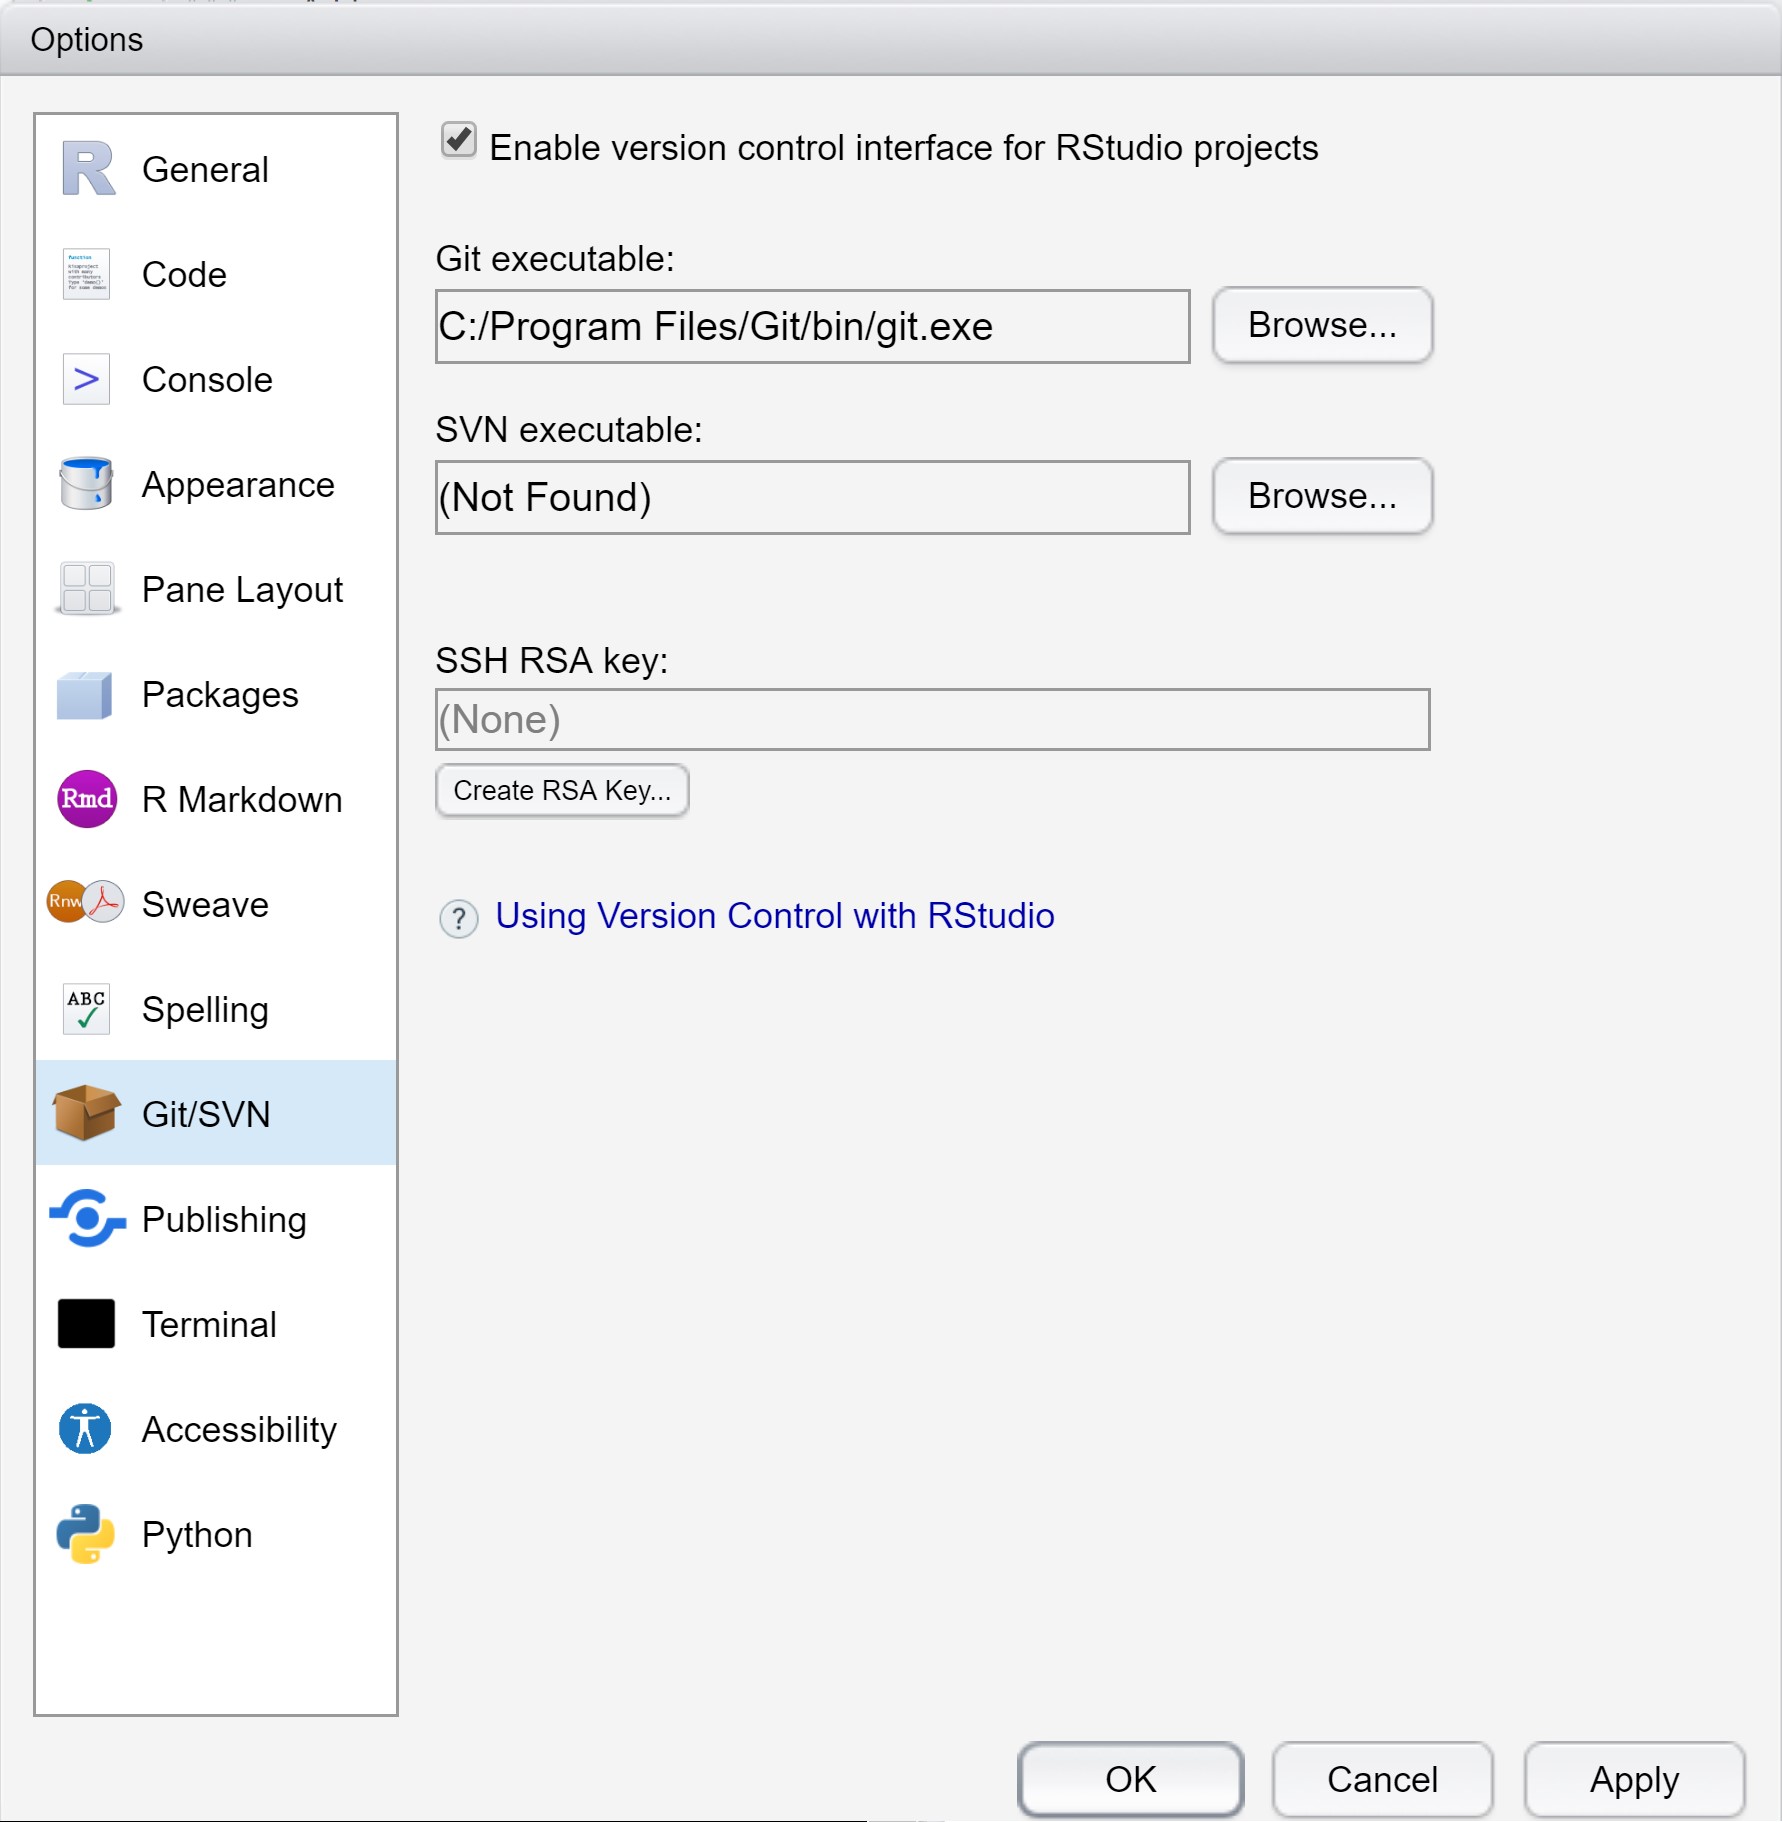 Options
General
Code
Console
Appearance
Pane Layout
Packages
Rmd R Markdown
Rnw Sweave
ABC Spelling
Git/SVN
Publishing
Terminal
Accessibility
Python
Enable version control interface for RStudio projects
Git executable:
C:/Program Files/Git/bin/git.exe Browse...
SVN executable:
(Not Found) Browse...
SSH RSA key:
(None)
Create RSA Key...
? Using Version Control with RStudio
OK Cancel Apply